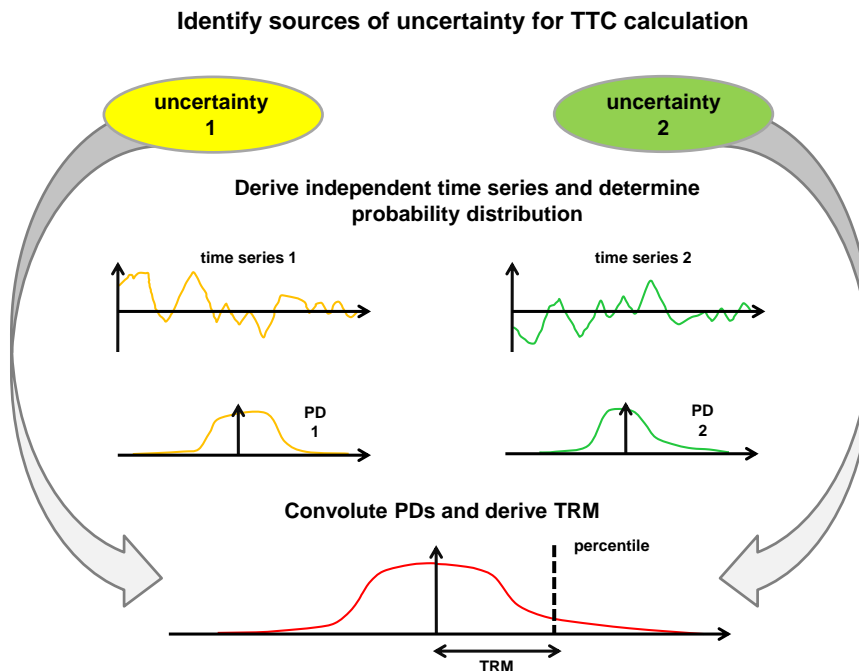 Identify sources of uncertainty for TTC calculation
uncertainty
1
uncertainty
2
Derive independent time series and determine
probability distribution
time series 1
time series 2
PD
1
PD
2
Convolute PDs and derive TRM
percentile
TRM